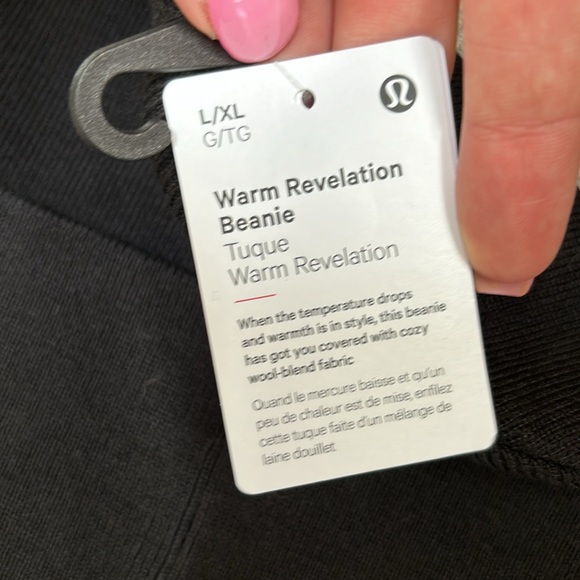 L/XL
G/TG
Warm Revelation
Beanie
Tuque
Warm Revelation
When the temperature drops
and warmth is in style, this beanie
has got you covered with cozy
wool-blend fabric
Quand le mercure baisse et qu'un
peu de chaleur est de mise, enfilez
cette tuque faite d'un mélange de
laine douillet